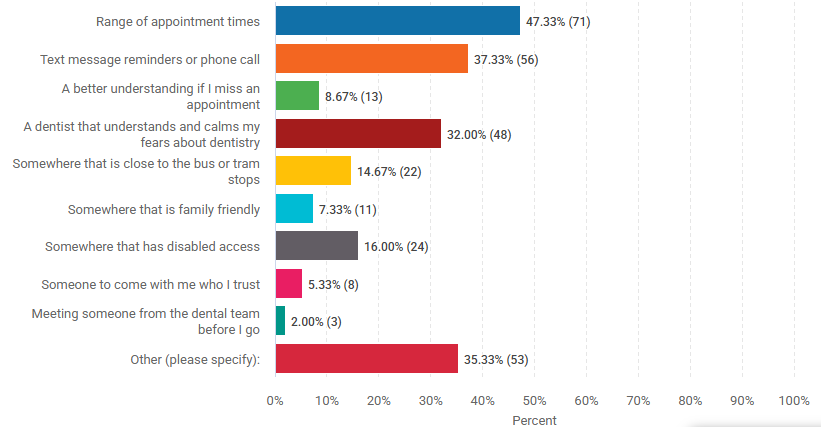 Range of appointment times
47.33% (71)
Text message reminders or phone call
37.33% (56)
A better understanding if I miss an
appointment
8.67% (13)
A dentist that understands and calms my
fears about dentistry
32.00% (48)
Somewhere that is close to the bus or tram
stops
14.67% (22)
Somewhere that is family friendly
7.33% (11)
Somewhere that has disabled access
16.00% (24)
Someone to come with me who I trust
5.33% (8)
Meeting someone from the dental team
before I go
2.00% (3)
Other (please specify):
35.33% (53)
0% 10% 20% 30% 40% 50% 60% 70% 80% 90% 100%
Percent